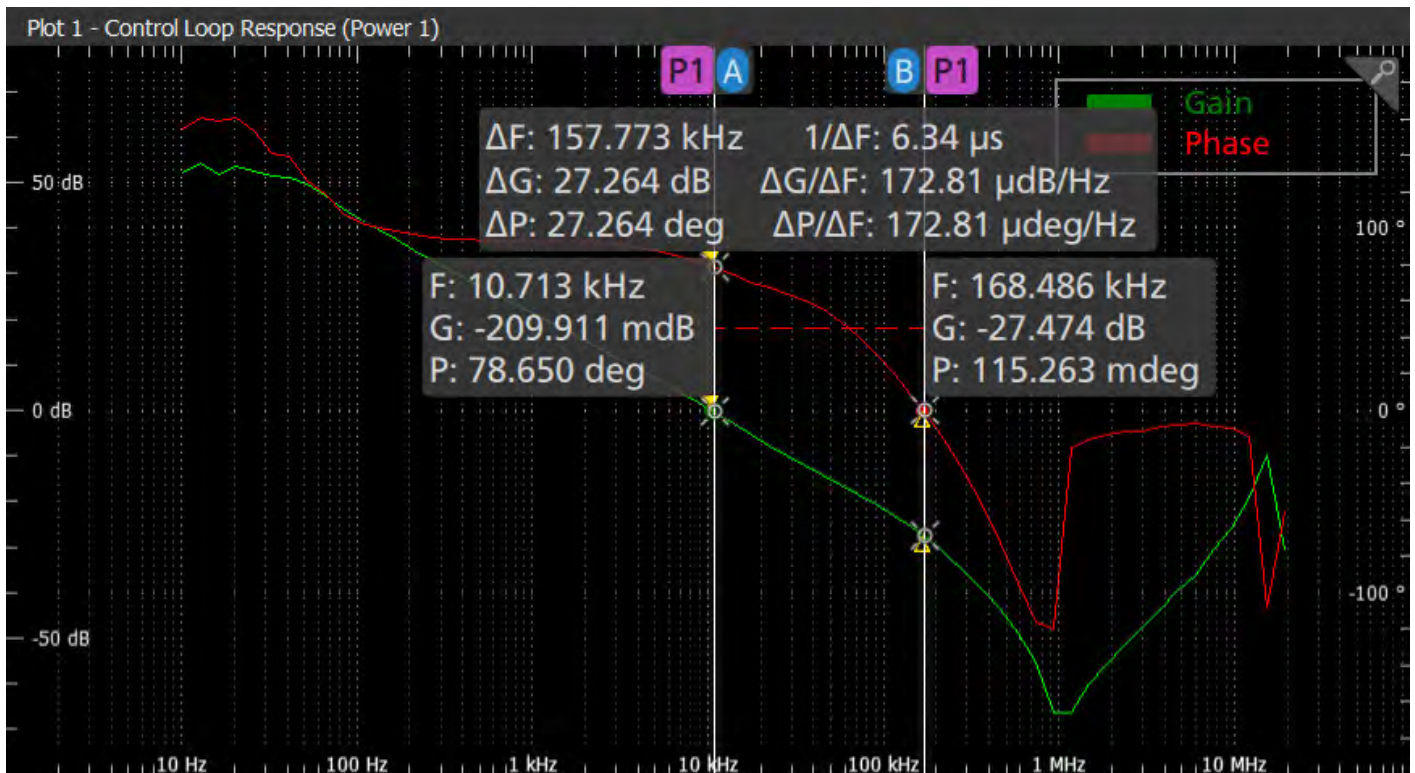 Plot 1 - Control Loop Response (Power 1)
P1 A
B P1
Gain
Phase
ΔF: 157.773 kHz 1/ΔF: 6.34 µs
ΔG: 27.264 dB ΔG/ΔF: 172.81 µdB/Hz
ΔP: 27.264 deg ΔP/ΔF: 172.81 µdeg/Hz
F: 10.713 kHz
G: -209.911 mdB
P: 78.650 deg
F: 168.486 kHz
G: -27.474 dB
P: 115.263 mdeg
50 dB
0 dB
-50 dB
100 °
0 °
-100 °
10 Hz 100 Hz 1 kHz 10 kHz 100 kHz 1 MHz 10 MHz